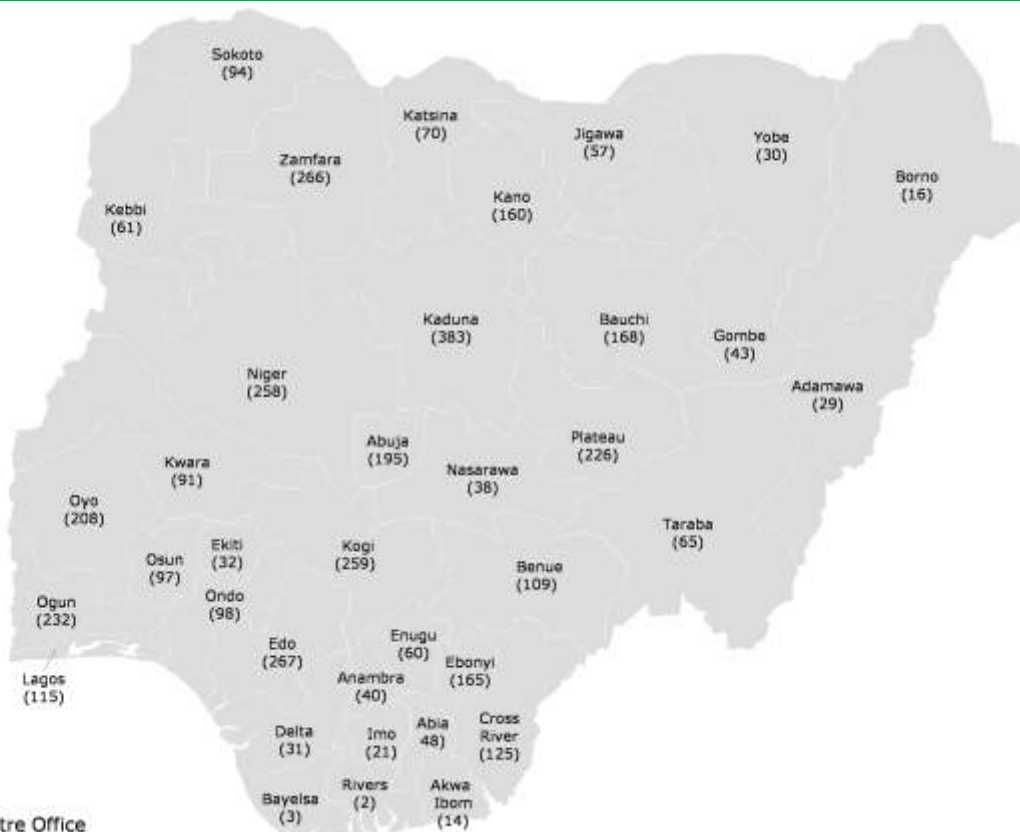 Sokoto
(94)
Katsina
(70)
Jigawa
(57)
Yobe
(30)
Zamfara
(266)
Borno
(16)
Kano
(160)
Kebbi
(61)
Kaduna
(383)
Bauchi
(168)
Gombe
(43)
Niger
(258)
Adamawa
(29)
Abuja
(195)
Plateau
(226)
Kwara
(91)
Nasarawa
(38)
Oyo
(208)
Taraba
(65)
Ekiti
(32)
Kogi
(259)
Osun
(97)
Benue
(109)
Ondo
(98)
Ogun
(232)
Enugu
(60)
Edo
(267)
Ebonyi
(165)
Lagos
(115)
Anambra
(40)
Cross
River
(125)
Abia
48)
Delta
(31)
Imo
(21)
Rivers
(2)
Akwa
Ibom
(14)
Bayelsa
(3)
tre Office